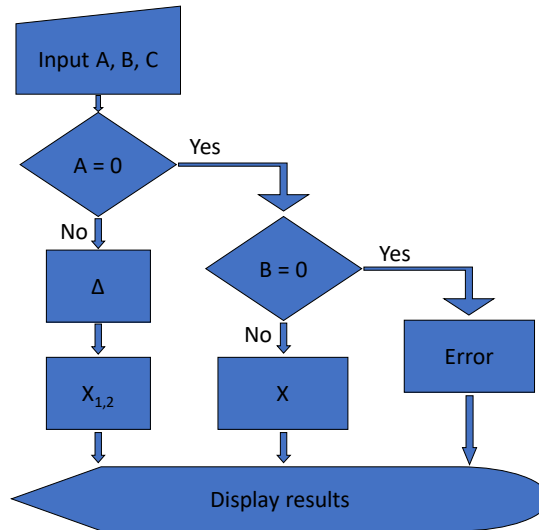 Input A, B, C
Yes
A = 0
No
Yes
B = 0
Δ
No
Error
X1,2
X
Display results